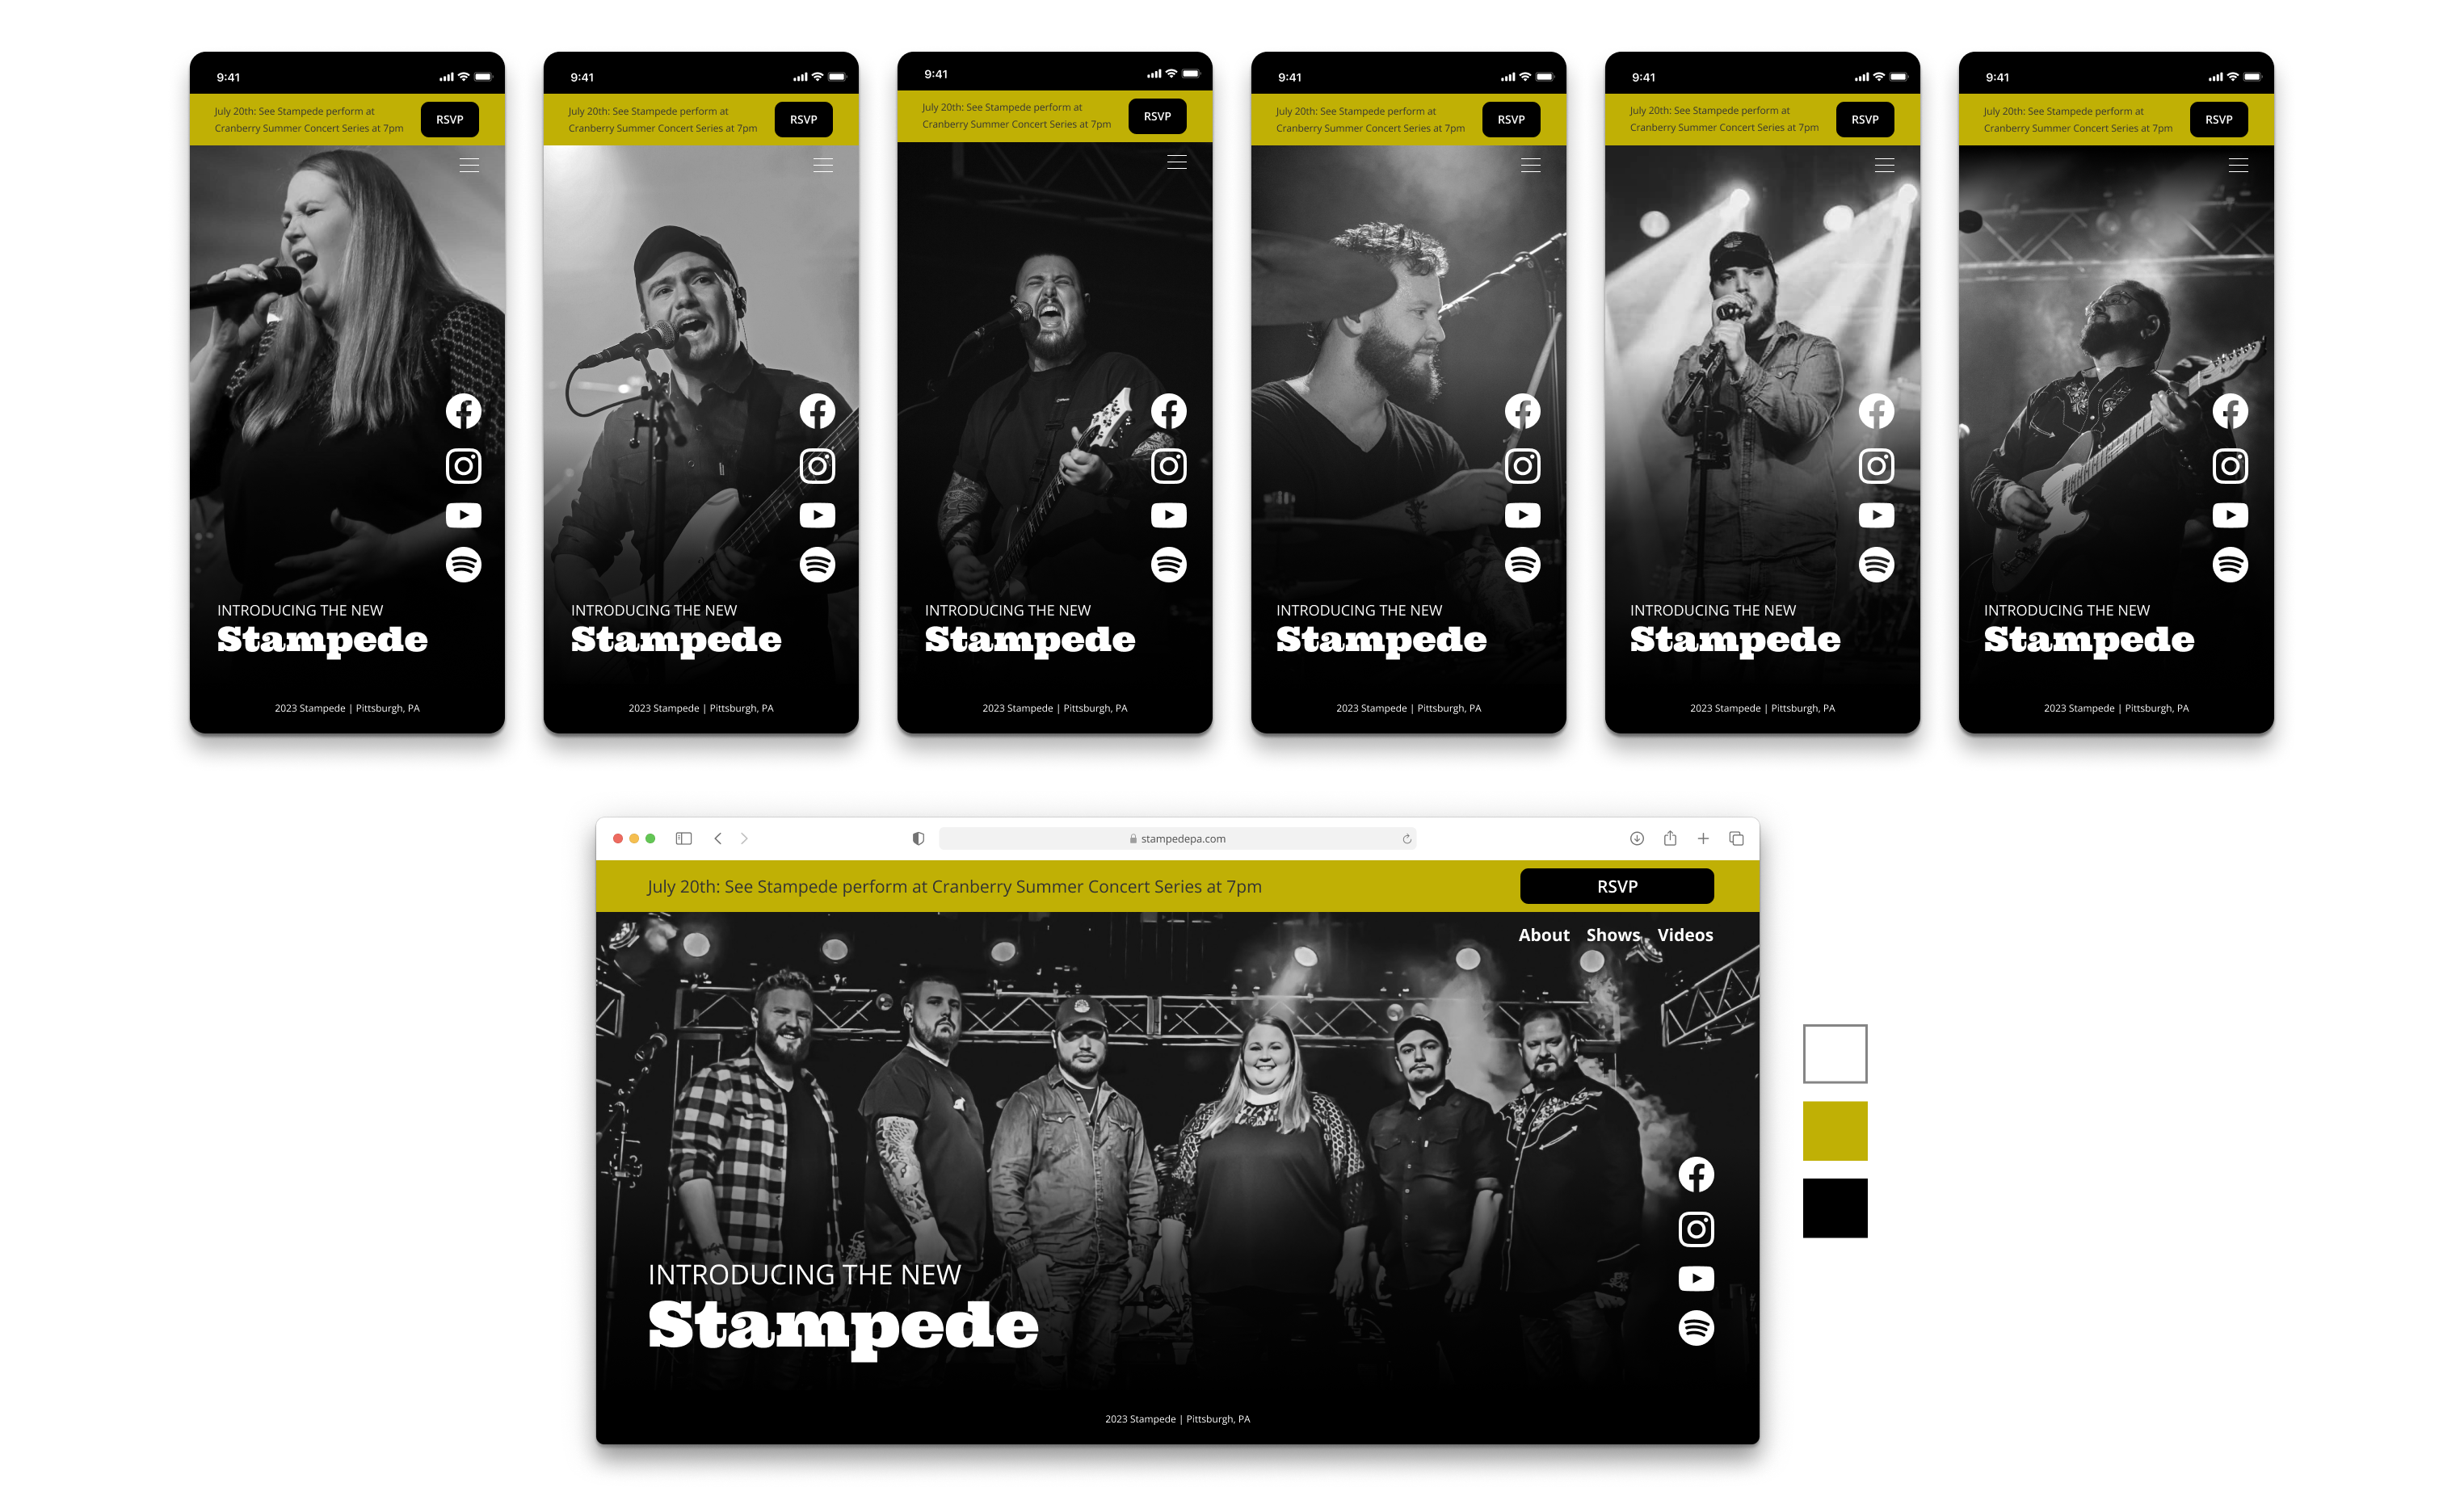 9:41
July 20th: See Stampede perform at
Cranberry Summer Concert Series at 7pm
RSVP
INTRODUCING THE NEW
Stampede
2023 Stampede | Pittsburgh, PA
9:41
July 20th: See Stampede perform at
Cranberry Summer Concert Series at 7pm
RSVP
INTRODUCING THE NEW
Stampede
2023 Stampede | Pittsburgh, PA
9:41
July 20th: See Stampede perform at
Cranberry Summer Concert Series at 7pm
RSVP
INTRODUCING THE NEW
Stampede
2023 Stampede | Pittsburgh, PA
9:41
July 20th: See Stampede perform at
Cranberry Summer Concert Series at 7pm
RSVP
INTRODUCING THE NEW
Stampede
2023 Stampede | Pittsburgh, PA
9:41
July 20th: See Stampede perform at
Cranberry Summer Concert Series at 7pm
RSVP
INTRODUCING THE NEW
Stampede
2023 Stampede | Pittsburgh, PA
9:41
July 20th: See Stampede perform at
Cranberry Summer Concert Series at 7pm
RSVP
INTRODUCING THE NEW
Stampede
2023 Stampede | Pittsburgh, PA
stampedepa.com
July 20th: See Stampede perform at Cranberry Summer Concert Series at 7pm
RSVP
About Shows Videos
INTRODUCING THE NEW
Stampede
2023 Stampede | Pittsburgh, PA